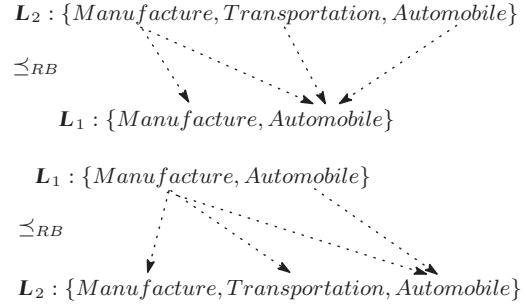 L₂ : {Manufacture, Transportation, Automobile}
⪯RB
L₁ : {Manufacture, Automobile}
L₁ : {Manufacture, Automobile}
⪯RB
L₂ : {Manufacture, Transportation, Automobile}